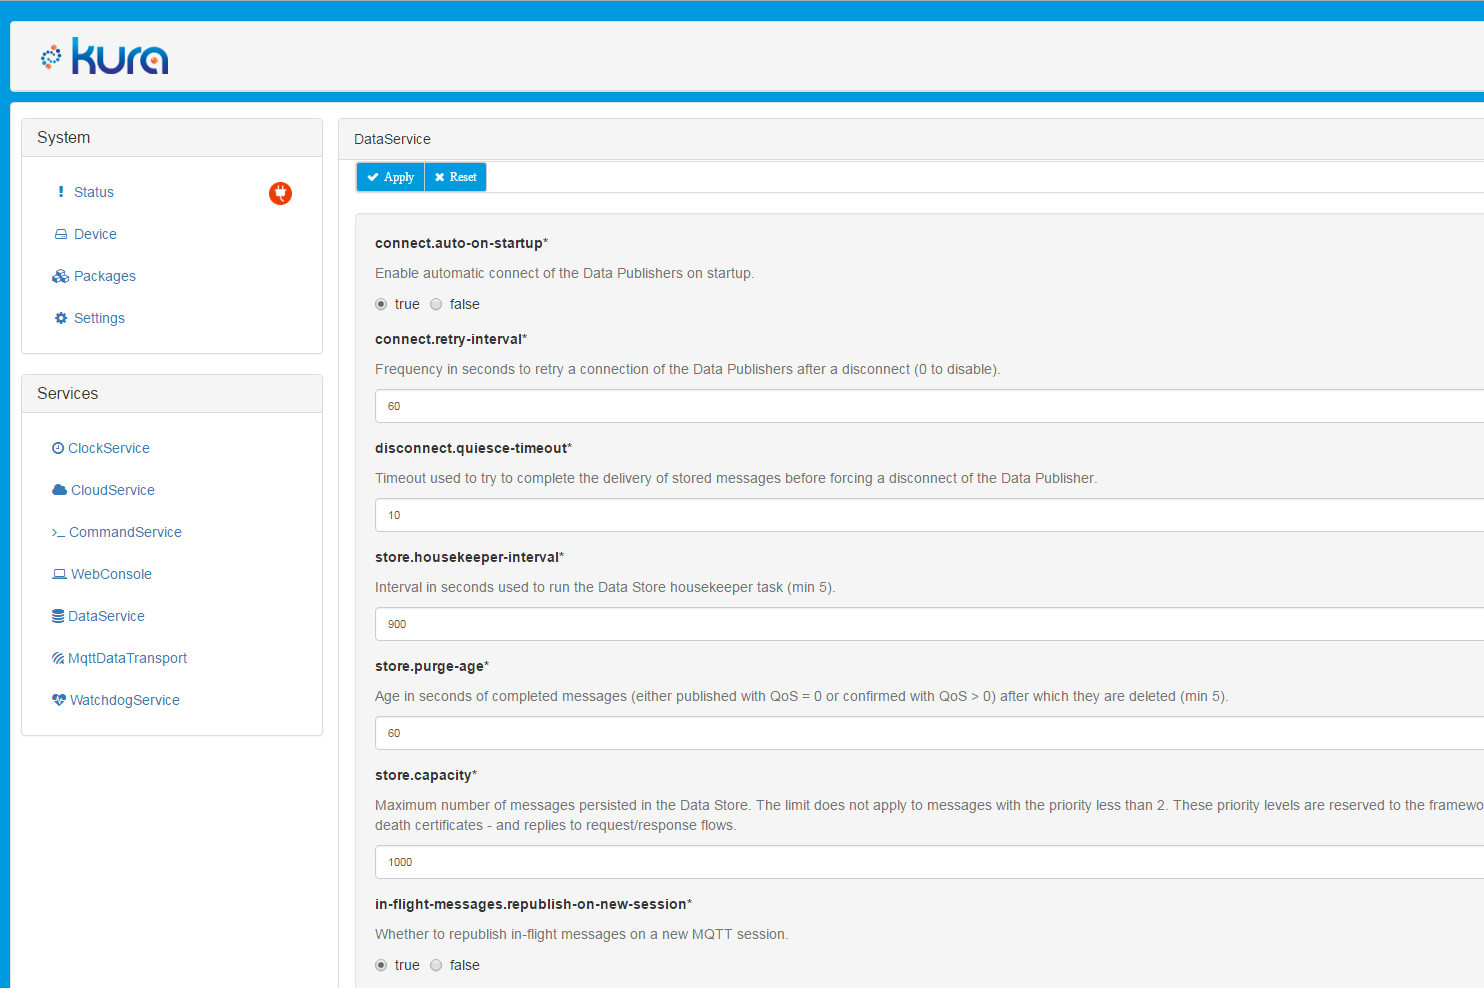 kura
System
Status
Device
Packages
Settings
Services
ClockService
CloudService
CommandService
WebConsole
DataService
MqttDataTransport
WatchdogService
DataService
Apply Reset
connect.auto-on-startup*
Enable automatic connect of the Data Publishers on startup.
true false
connect.retry-interval*
Frequency in seconds to retry a connection of the Data Publishers after a disconnect (0 to disable).
60
disconnect.quiesce-timeout*
Timeout used to try to complete the delivery of stored messages before forcing a disconnect of the Data Publisher.
10
store.housekeeper-interval*
Interval in seconds used to run the Data Store housekeeper task (min 5).
900
store.purge-age*
Age in seconds of completed messages (either published with QoS = 0 or confirmed with QoS > 0) after which they are deleted (min 5).
60
store.capacity*
Maximum number of messages persisted in the Data Store. The limit does not apply to messages with the priority less than 2. These priority levels are reserved to the framewo
death certificates - and replies to request/response flows.
1000
in-flight-messages.republish-on-new-session*
Whether to republish in-flight messages on a new MQTT session.
true false